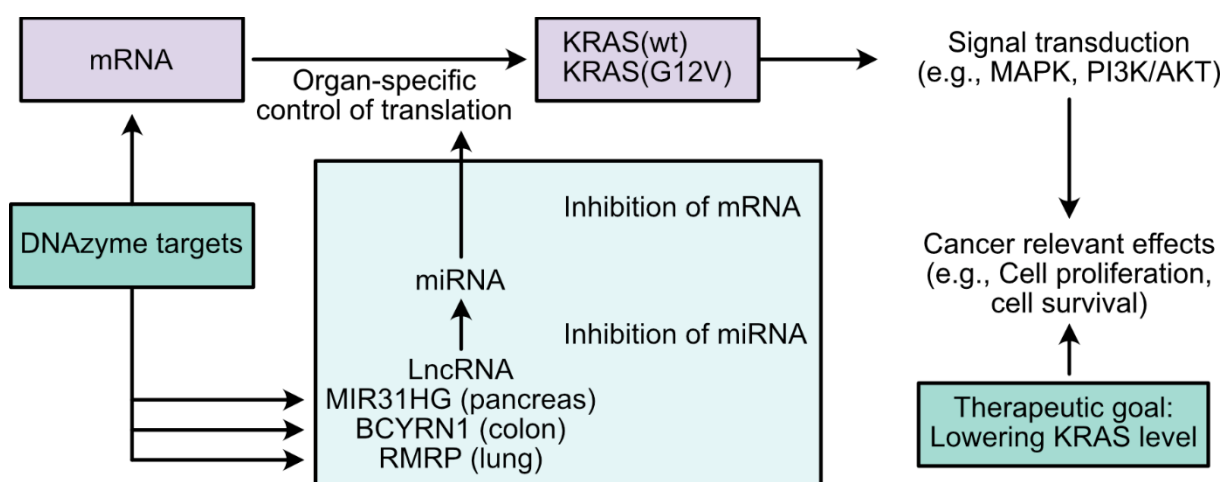 mRNA
Organ-specific
control of translation
KRAS(wt)
KRAS(G12V)
Signal transduction
(e.g., MAPK, PI3K/AKT)
DNAzyme targets
Inhibition of mRNA
miRNA
Inhibition of miRNA
LncRNA
MIR31HG (pancreas)
BCYRN1 (colon)
RMRP (lung)
Cancer relevant effects
(e.g., Cell proliferation,
cell survival)
Therapeutic goal:
Lowering KRAS level